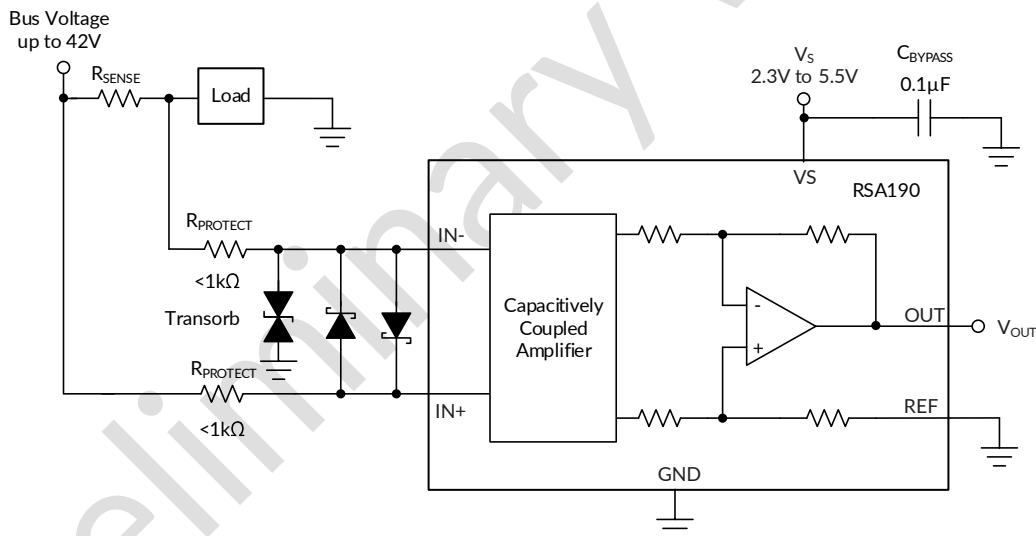 Bus Voltage
up to 42V
RSENSE
Load
VS
2.3V to 5.5V
CBYPASS
0.1µF
VS
RSA190
RPROTECT
<1kΩ
Transorb
RPROTECT
<1kΩ
IN-
IN+
Capacitively
Coupled
Amplifier
-
+
OUT
VOUT
REF
GND